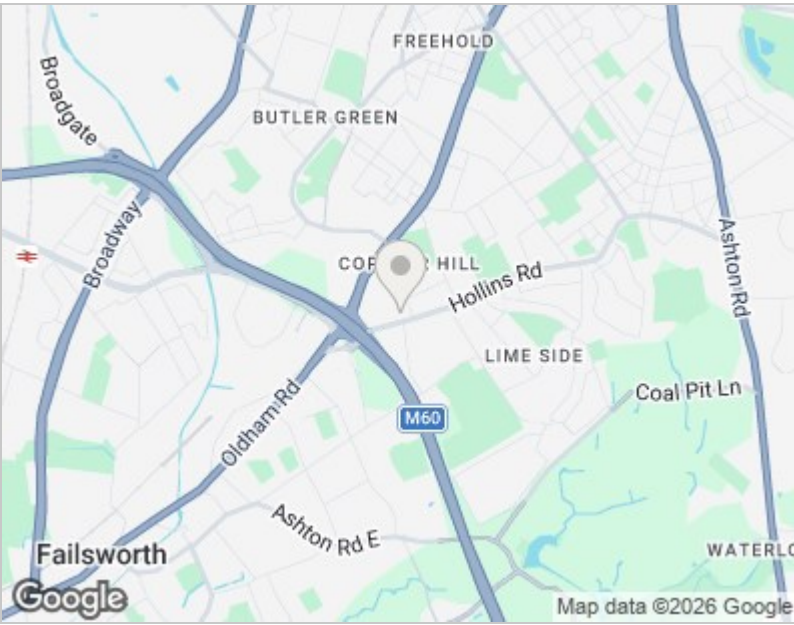 FREEHOLD
Broadgate
BUTLER GREEN
Broadway
HILL
Hollins Rd
Ashton Rd
LIME SIDE
Coal Pit Ln
M60
Oldham Rd
Ashton Rd E
Failsworth
Google
Map data ©2026 Google